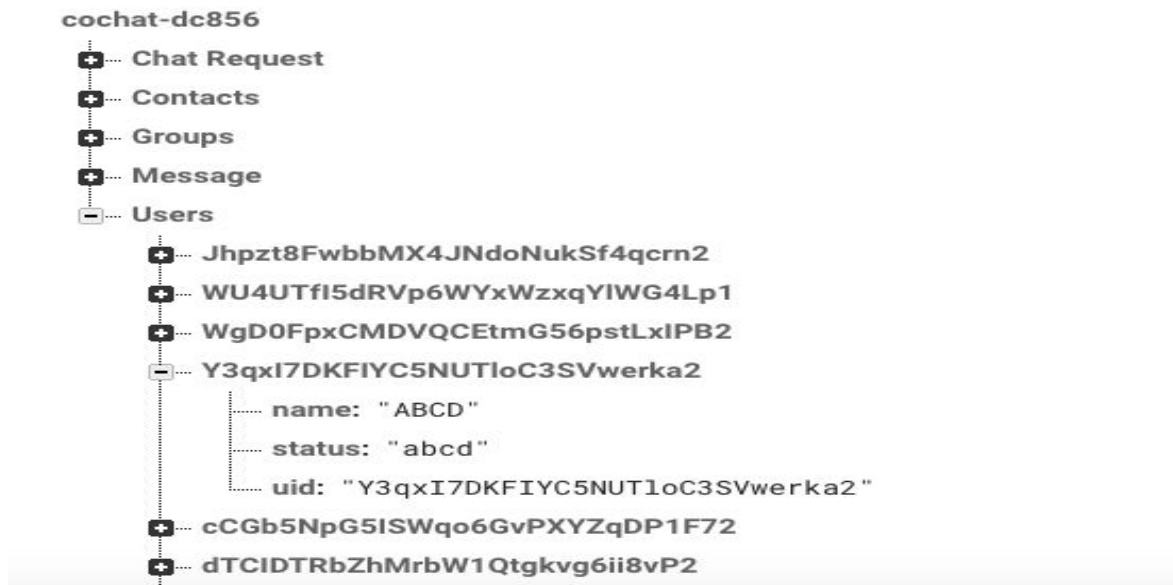 cochat-dc856
Chat Request
Contacts
Groups
Message
Users
Jhpzt8FwbbMX4JNdoNukSf4qcrn2
WU4UTfI5dRVp6WYxWzxqYlWG4Lp1
WgD0FpxCMDVQCEtmG56pstLxIPB2
Y3qxI7DKFIYC5NUTloC3SVwerka2
name: "ABCD"
status: "abcd"
uid: "Y3qxI7DKFIYC5NUTloC3SVwerka2"
cCGb5NpG5ISWqo6GvPXYZqDP1F72
dTCIDTRbZhMrbW1Qtgkvg6ii8vP2